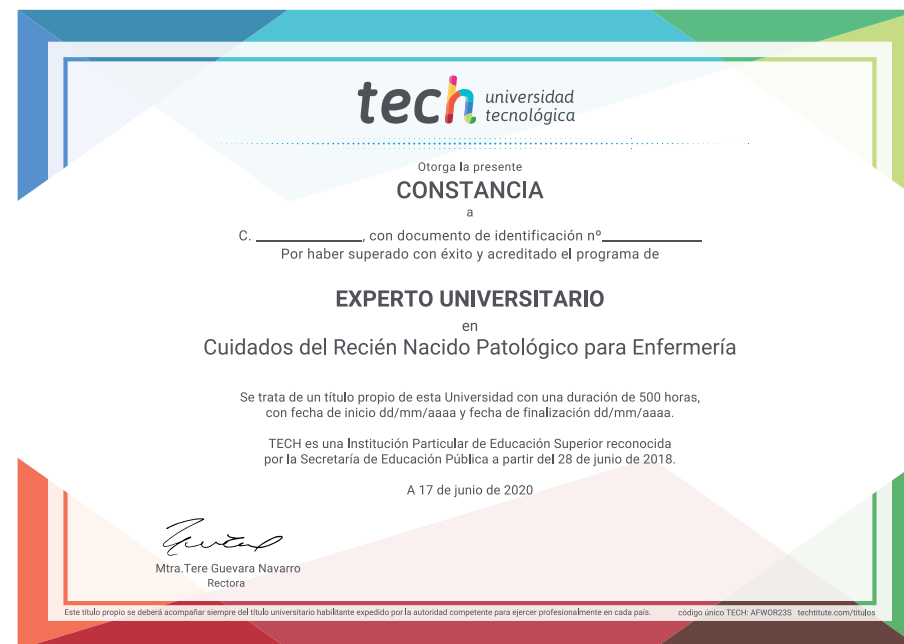 tech universidad
tecnológica
Otorga la presente
CONSTANCIA
a
C. ____________, con documento de identificación nº____________
Por haber superado con éxito y acreditado el programa de
EXPERTO UNIVERSITARIO
en
Cuidados del Recién Nacido Patológico para Enfermería
Se trata de un título propio de esta Universidad con una duración de 500 horas,
con fecha de inicio dd/mm/aaaa y fecha de finalización dd/mm/aaaa.
TECH es una Institución Particular de Educación Superior reconocida
por la Secretaría de Educación Pública a partir del 28 de junio de 2018.
A 17 de junio de 2020
Mtra.Tere Guevara Navarro
Rectora
Este título propio se deberá acompañar siempre del título universitario habilitante expedido por la autoridad competente para ejercer profesionalmente en cada país. código único TECH: AFWOR23S techtitute.com/titulos